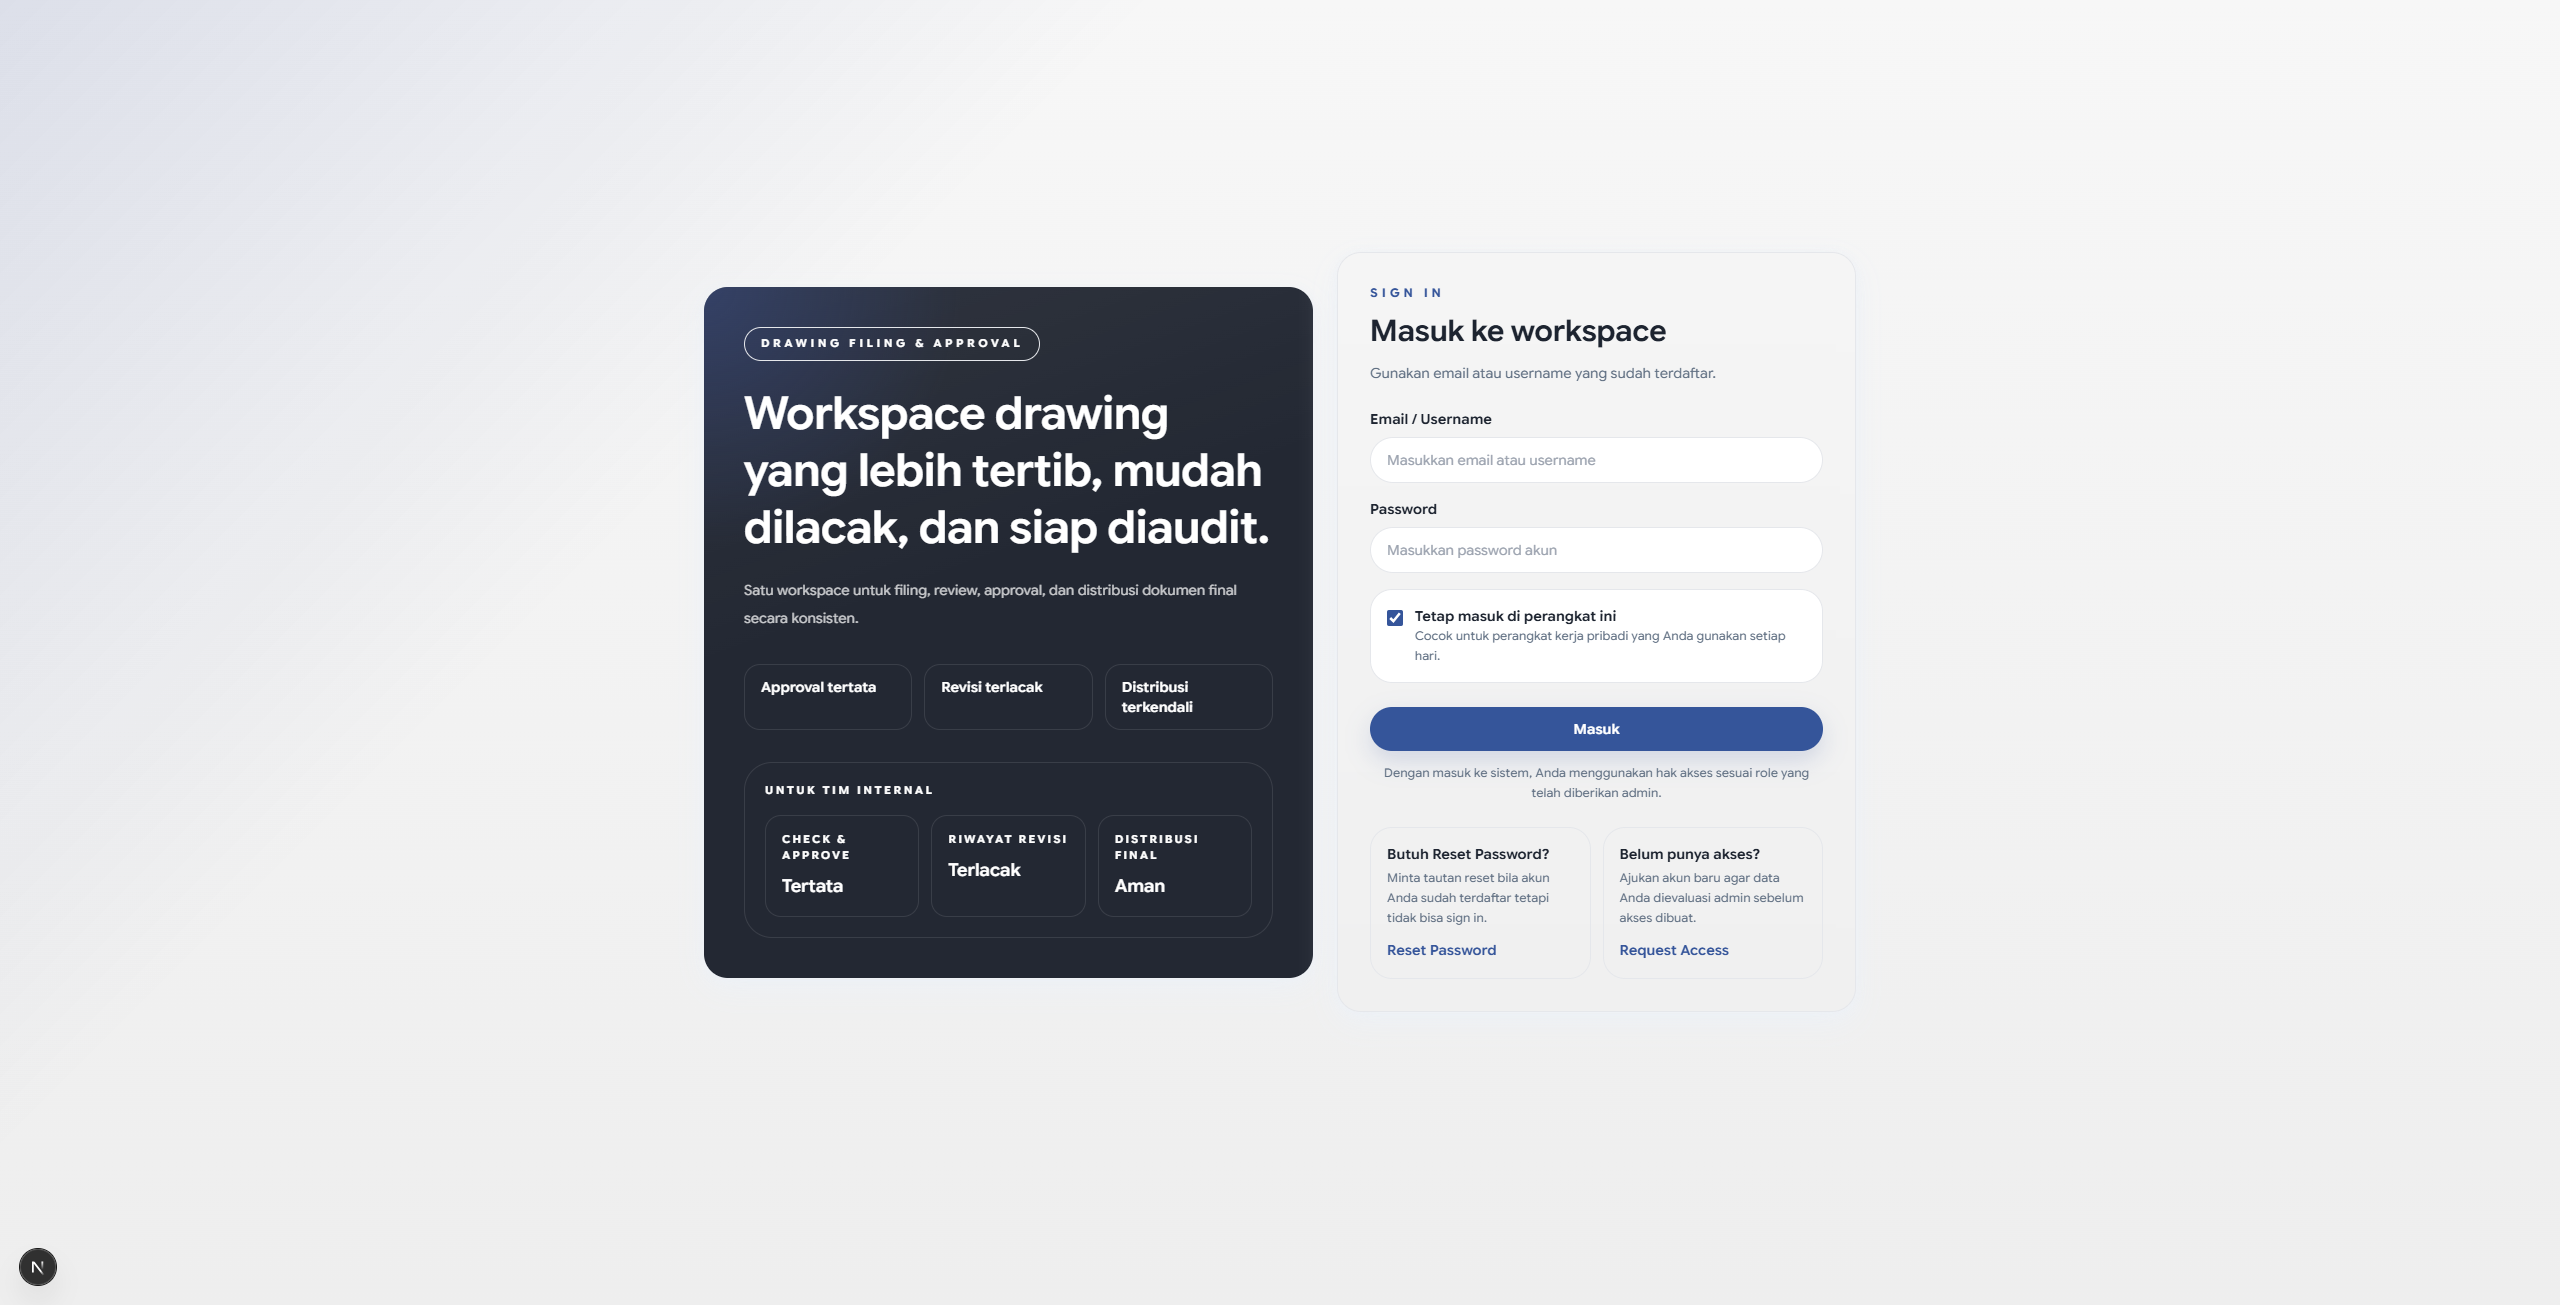 DRAWING FILING & APPROVAL
Workspace drawing
yang lebih tertib, mudah
dilacak, dan siap diaudit.
Satu workspace untuk filing, review, approval, dan distribusi dokumen final
secara konsisten.
Approval tertata
Revisi terlacak
Distribusi
terkendali
UNTUK TIM INTERNAL
CHECK &
APPROVE
Tertata
RIWAYAT REVISI
Terlacak
DISTRIBUSI
FINAL
Aman
SIGN IN
Masuk ke workspace
Gunakan email atau username yang sudah terdaftar.
Email / Username
Masukkan email atau username
Password
Masukkan password akun
Tetap masuk di perangkat ini
Cocok untuk perangkat kerja pribadi yang Anda gunakan setiap
hari.
Masuk
Dengan masuk ke sistem, Anda menggunakan hak akses sesuai role yang
telah diberikan admin.
Butuh Reset Password?
Minta tautan reset bila akun
Anda sudah terdaftar tetapi
tidak bisa sign in.
Reset Password
Belum punya akses?
Ajukan akun baru agar data
Anda dievaluasi admin sebelum
akses dibuat.
Request Access
N